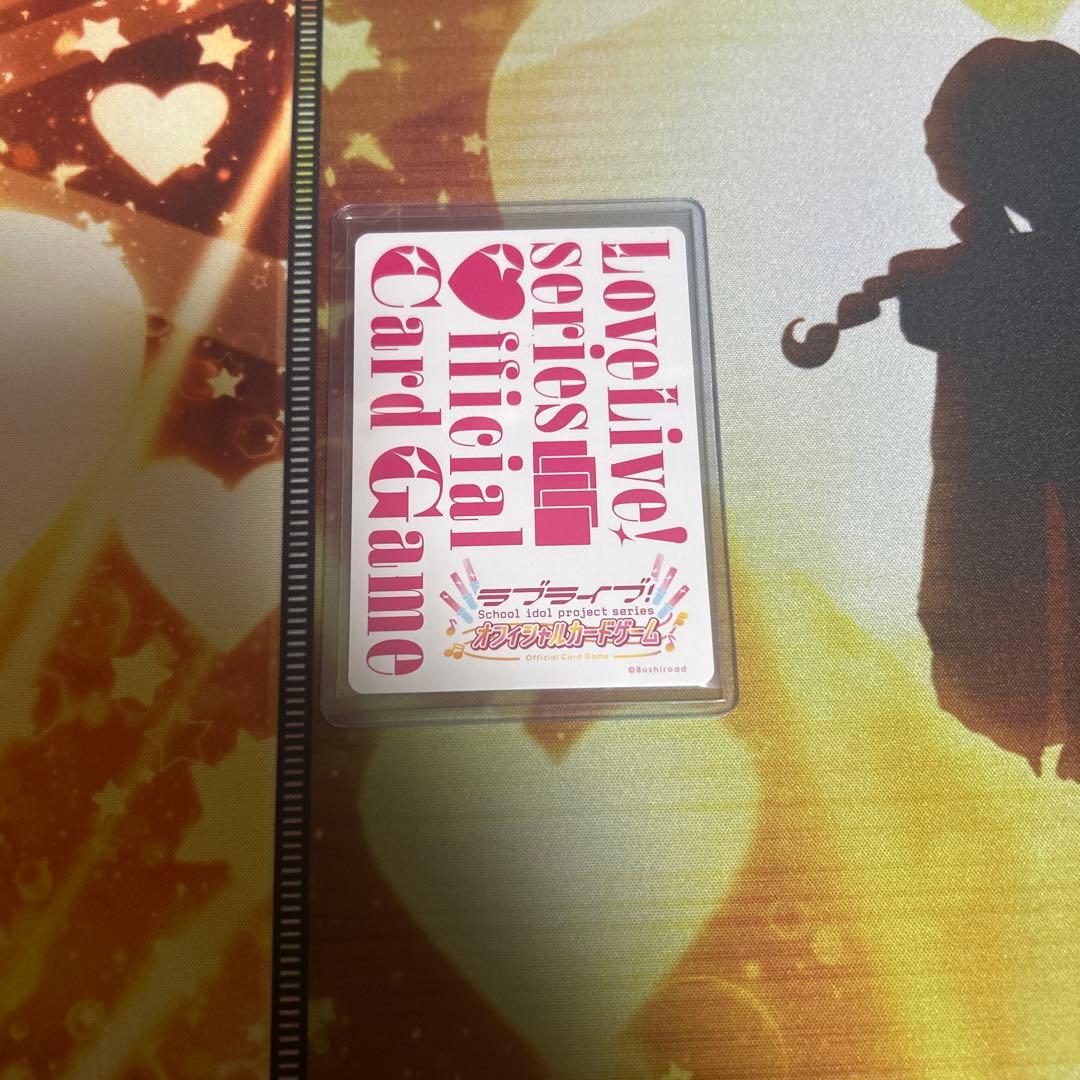 LoveLive!
series
Official
Card Game
ラブライブ!
School idol project series
オフィシャルカードゲーム
Official Card Game
©Bushiroad